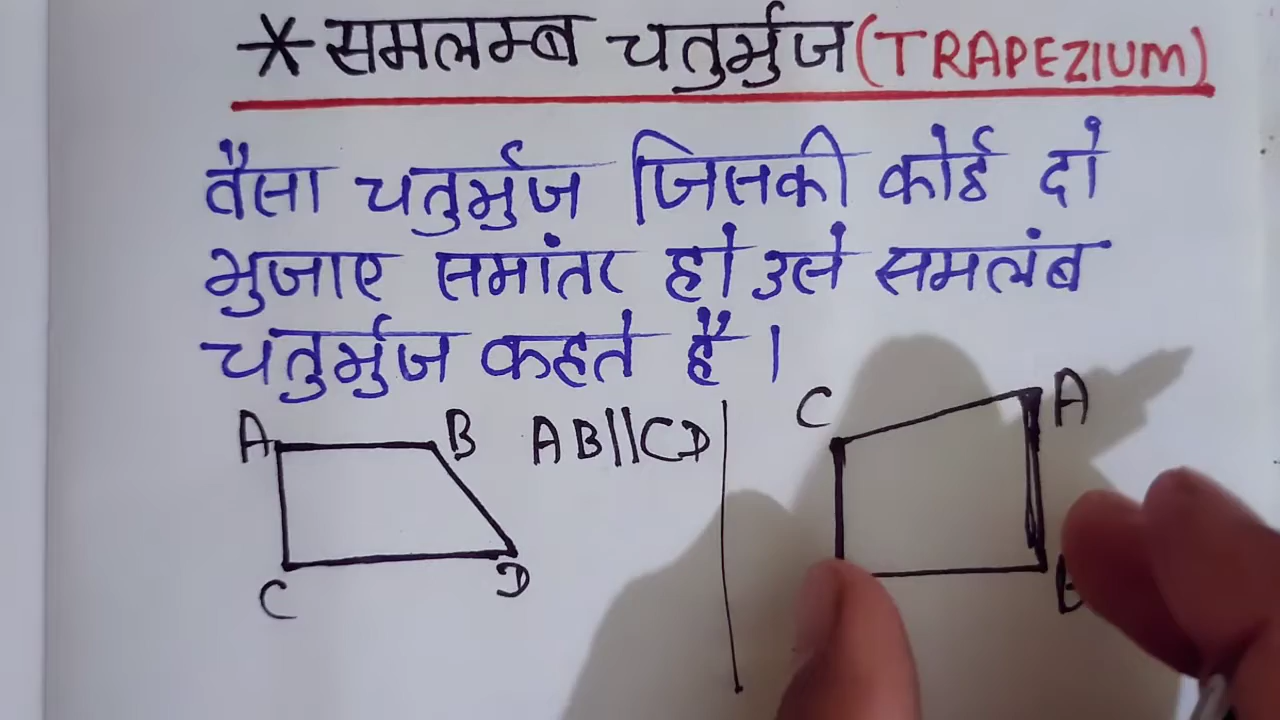 * समलम्ब चतुर्भुज (TRAPEZIUM)
वैसा चतुर्भुज जिसकी कोई दो
भुजाए समांतर हो उसे समलंब
चतुर्भुज कहते है।
A B AB||CD
C D
C A
B